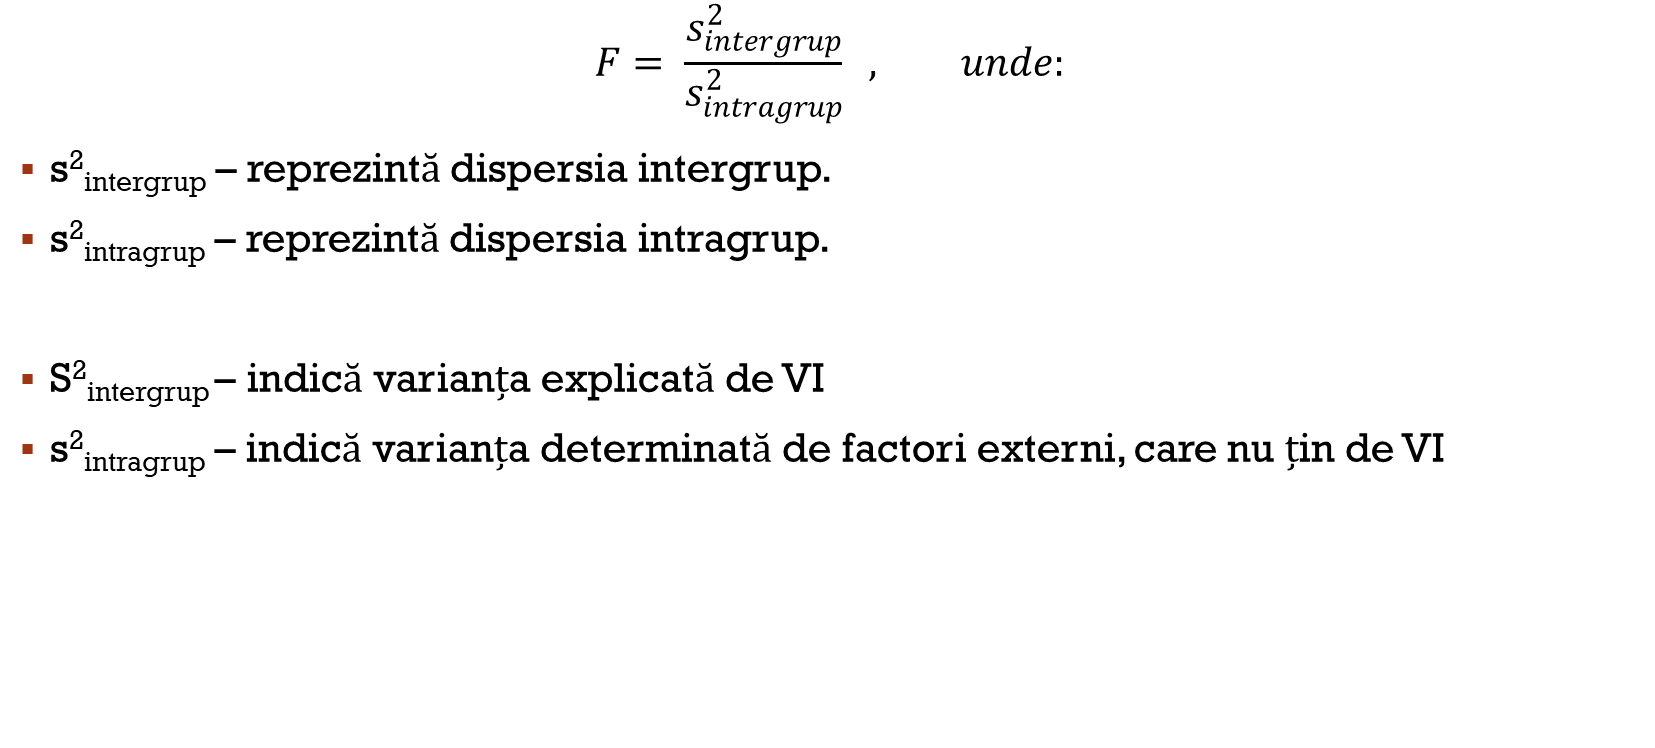 F = s²intergrup / s²intragrup , unde:
▪ s²intergrup – reprezintă dispersia intergrup.
▪ s²intragrup – reprezintă dispersia intragrup.
▪ S²intergrup – indică varianța explicată de VI
▪ s²intragrup – indică varianța determinată de factori externi, care nu țin de VI